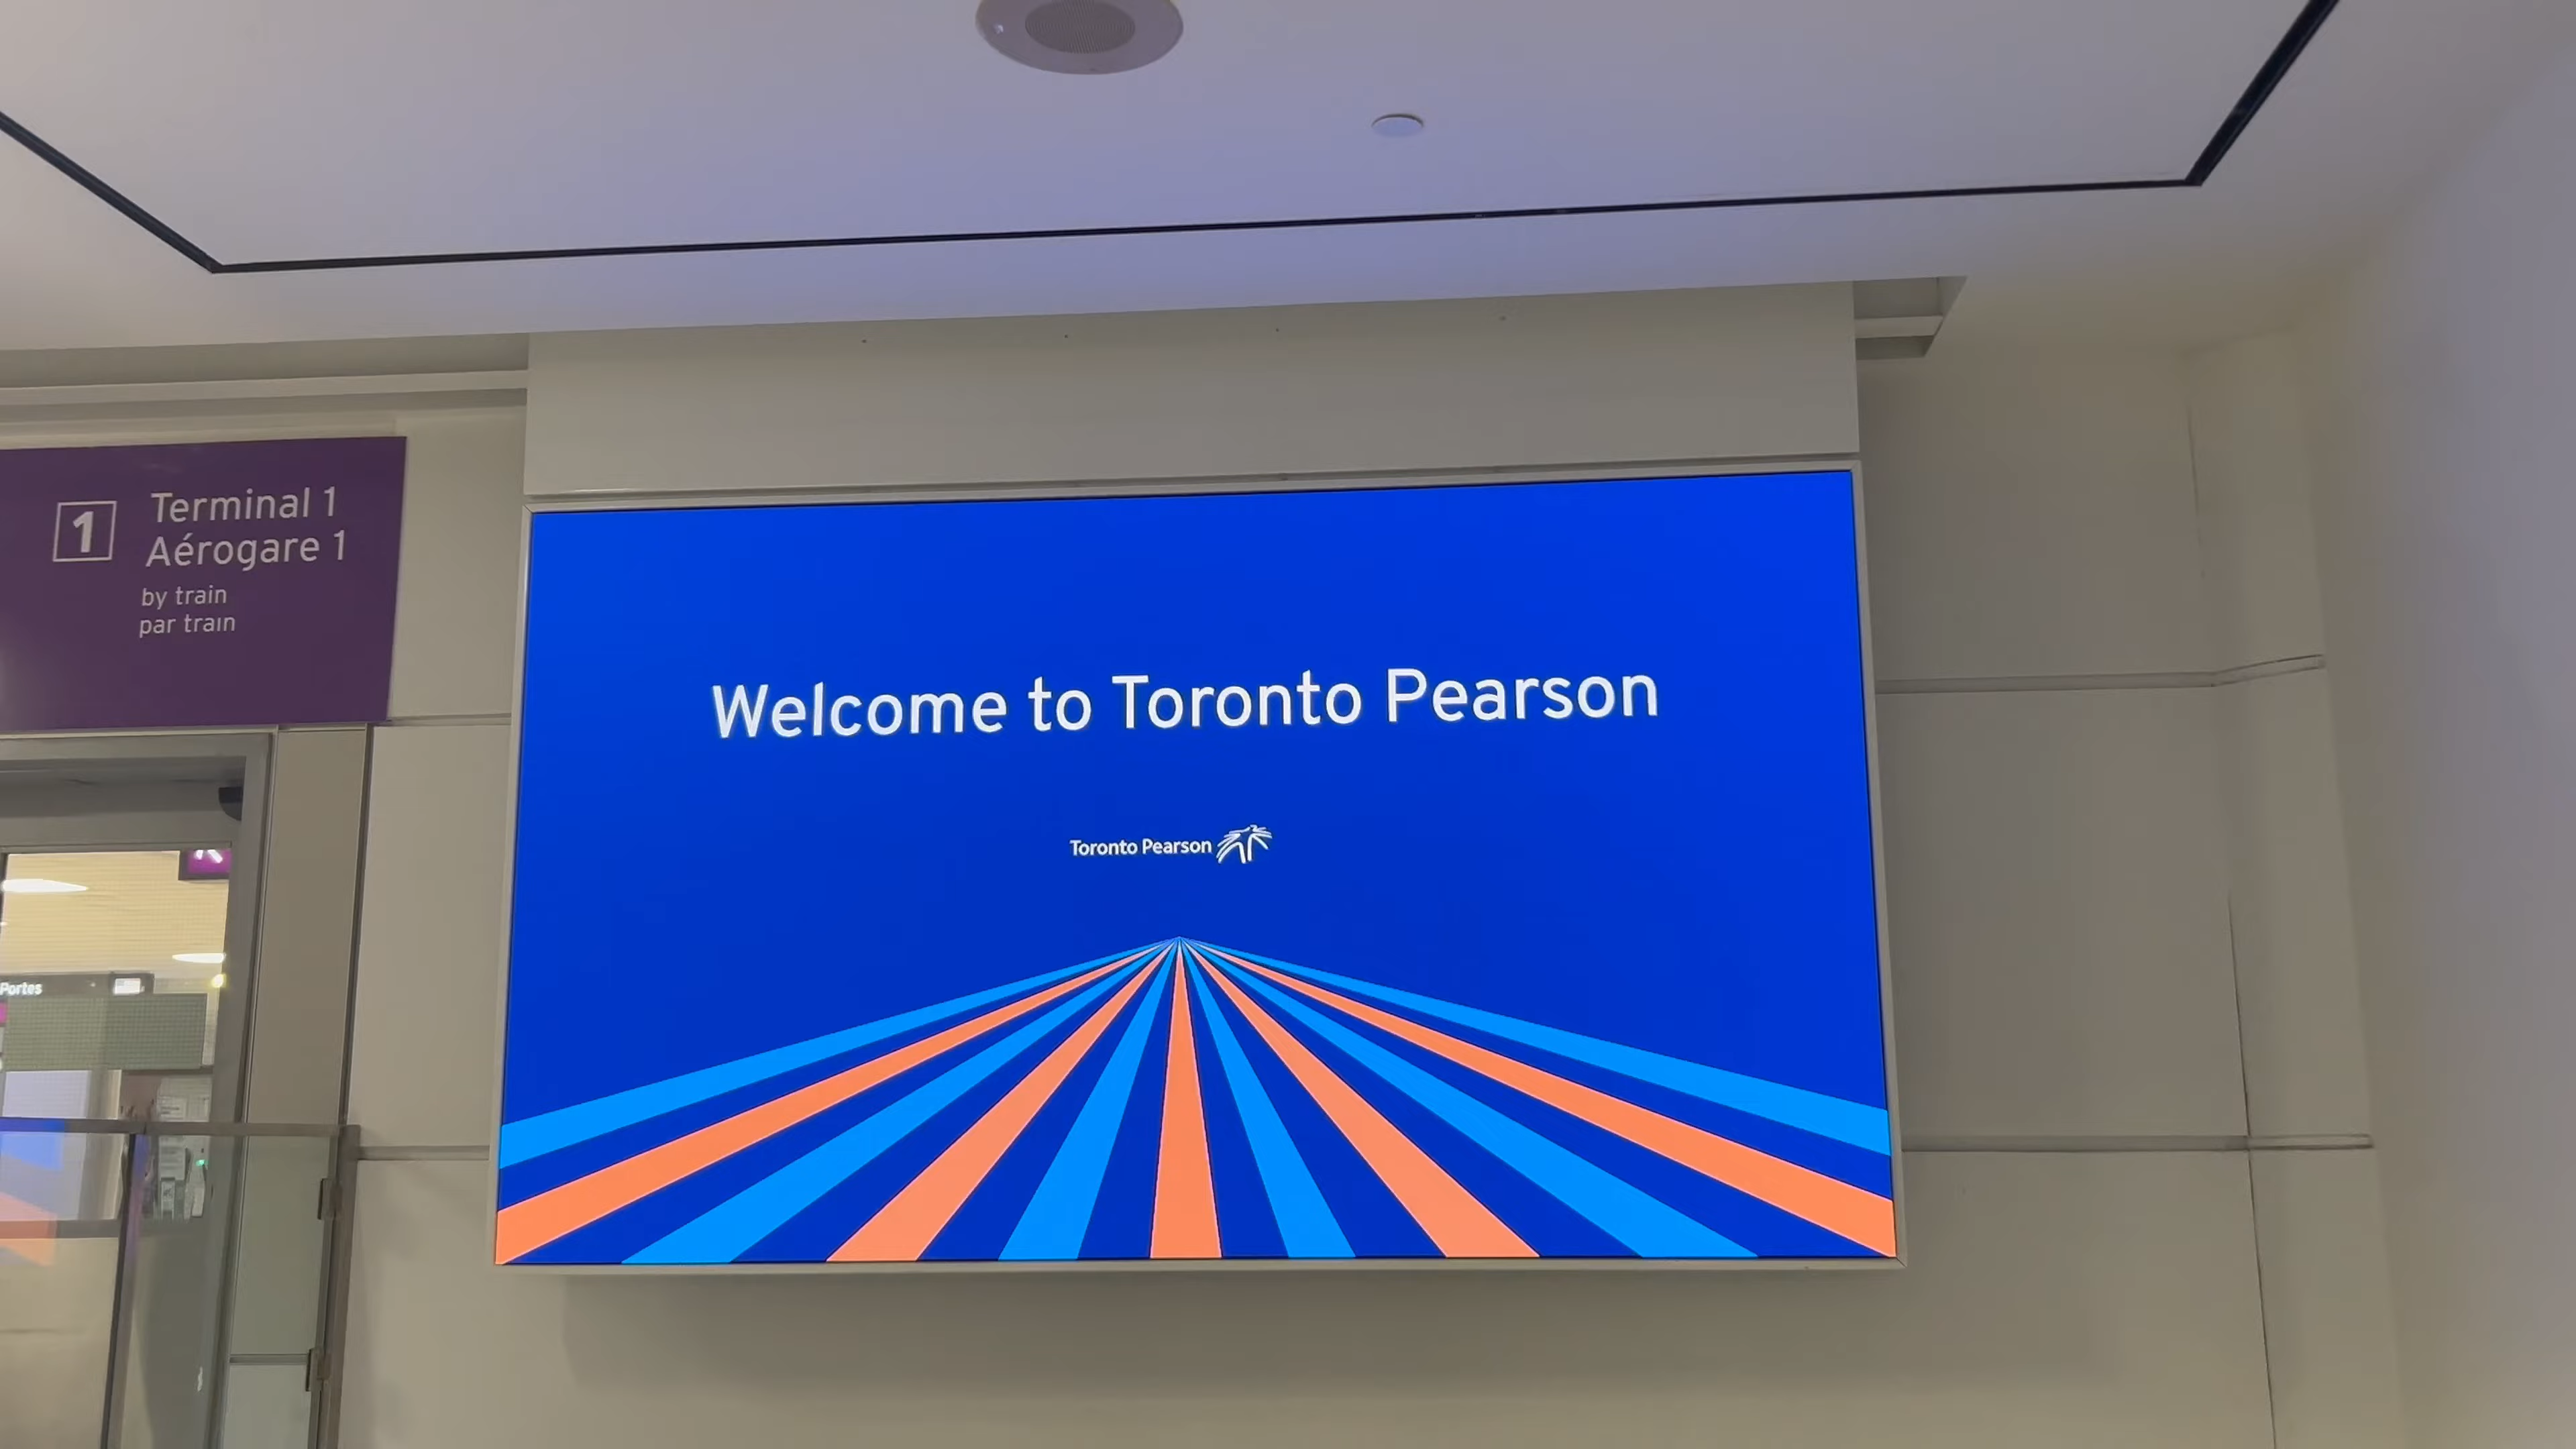 1
Terminal 1
Aérogare 1
by train
par train
Welcome to Toronto Pearson
Toronto Pearson
Portes